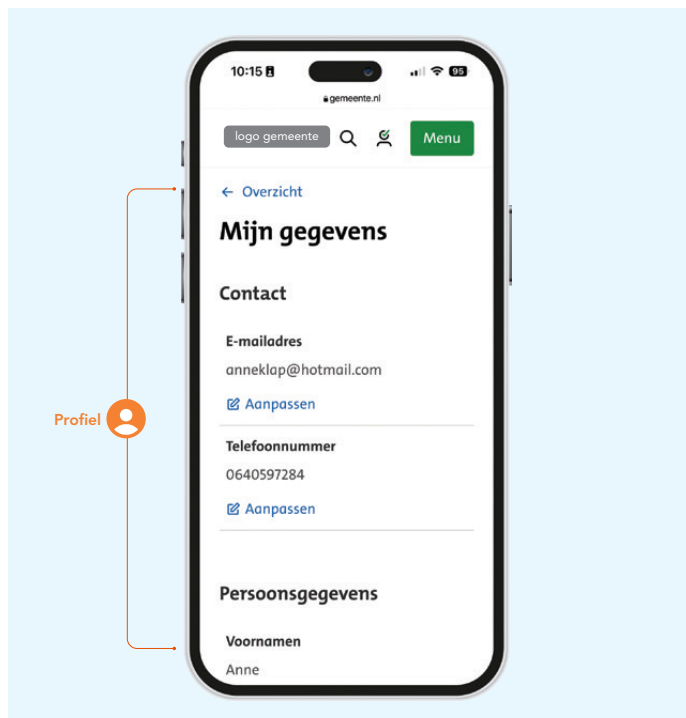 10:15
95
gemeente.nl
logo gemeente
Menu
← Overzicht
Mijn gegevens
Contact
E-mailadres
anneklap@hotmail.com
Aanpassen
Profiel
Telefoonnummer
0640597284
Aanpassen
Persoonsgegevens
Voornamen
Anne